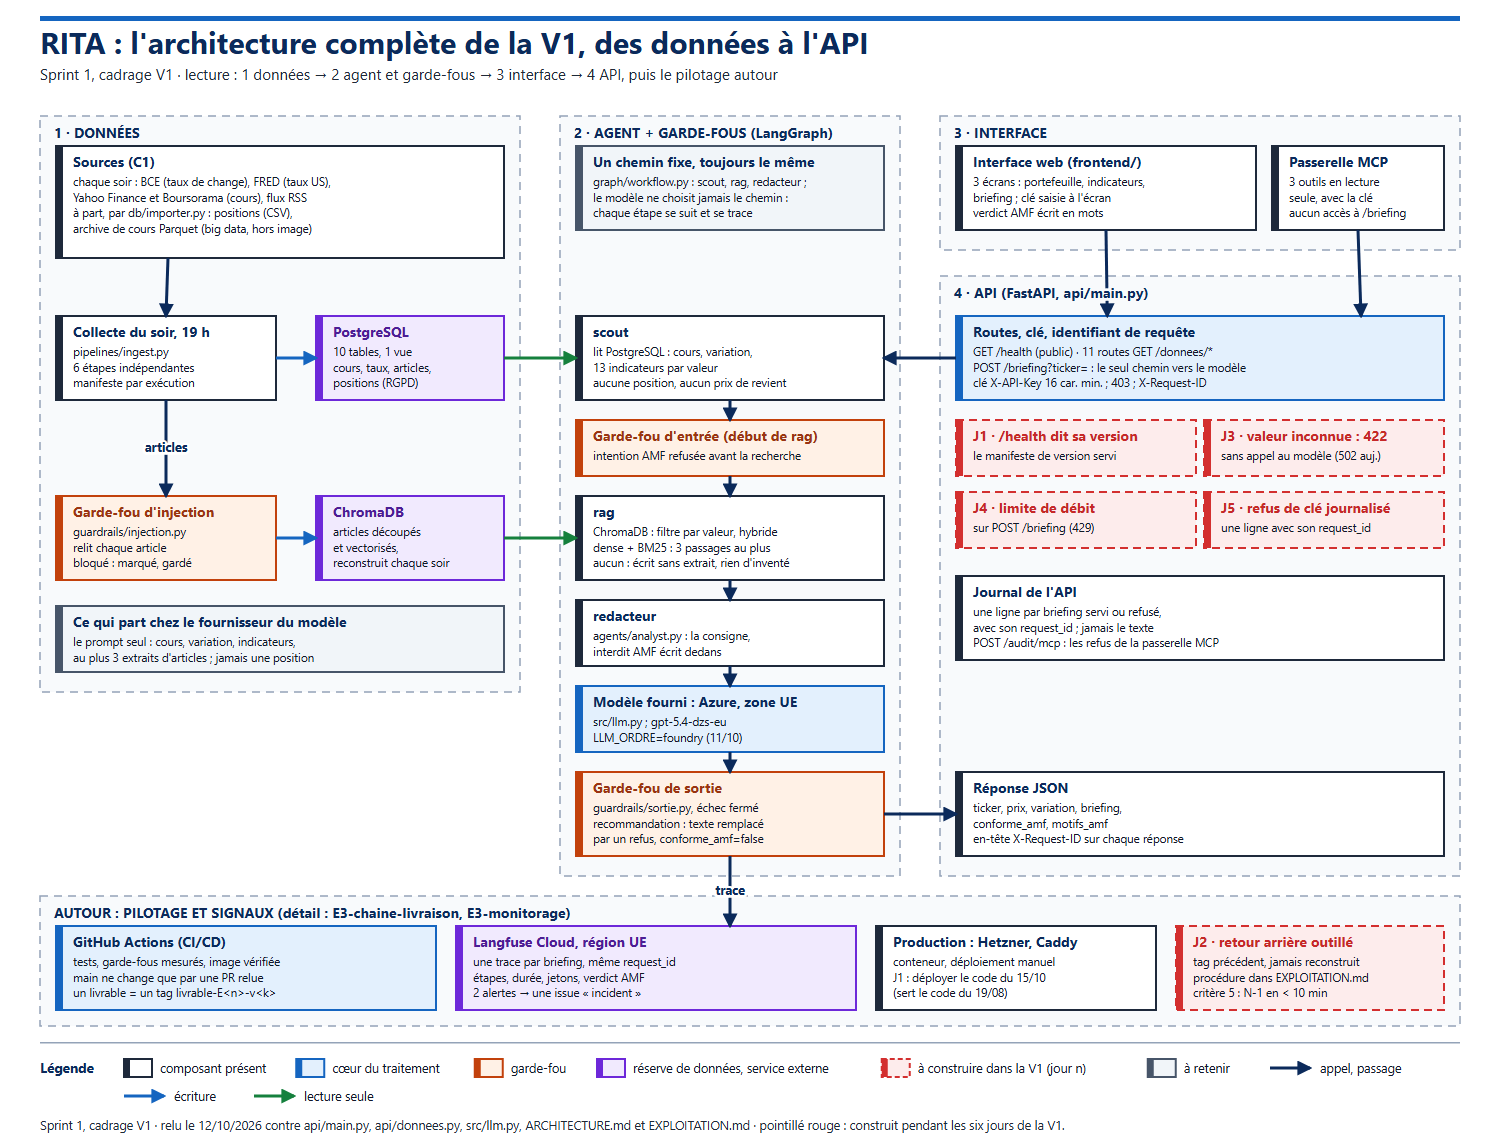 RITA : l'architecture complète de la V1, des données à l'API
Sprint 1, cadrage V1 · lecture : 1 données → 2 agent et garde-fous → 3 interface → 4 API, puis le pilotage autour
1 · DONNÉES
Sources (C1)
chaque soir : BCE (taux de change), FRED (taux US),
Yahoo Finance et Boursorama (cours), flux RSS
à part, par db/importer.py : positions (CSV),
archive de cours Parquet (big data, hors image)
Collecte du soir, 19 h
pipelines/ingest.py
6 étapes indépendantes
manifeste par exécution
PostgreSQL
10 tables, 1 vue
cours, taux, articles,
positions (RGPD)
articles
Garde-fou d'injection
guardrails/injection.py
relit chaque article
bloqué : marqué, gardé
ChromaDB
articles découpés
et vectorisés,
reconstruit chaque soir
Ce qui part chez le fournisseur du modèle
le prompt seul : cours, variation, indicateurs,
au plus 3 extraits d'articles ; jamais une position
2 · AGENT + GARDE-FOUS (LangGraph)
Un chemin fixe, toujours le même
graph/workflow.py : scout, rag, redacteur ;
le modèle ne choisit jamais le chemin :
chaque étape se suit et se trace
scout
lit PostgreSQL : cours, variation,
13 indicateurs par valeur
aucune position, aucun prix de revient
Garde-fou d'entrée (début de rag)
intention AMF refusée avant la recherche
rag
ChromaDB : filtre par valeur, hybride
dense + BM25 : 3 passages au plus
aucun : écrit sans extrait, rien d'inventé
redacteur
agents/analyst.py : la consigne,
interdit AMF écrit dedans
Modèle fourni : Azure, zone UE
src/llm.py ; gpt-5.4-dzs-eu
LLM_ORDRE=foundry (11/10)
Garde-fou de sortie
guardrails/sortie.py, échec fermé
recommandation : texte remplacé
par un refus, conforme_amf=false
trace
3 · INTERFACE
Interface web (frontend/)
3 écrans : portefeuille, indicateurs,
briefing ; clé saisie à l'écran
verdict AMF écrit en mots
Passerelle MCP
3 outils en lecture
seule, avec la clé
aucun accès à /briefing
4 · API (FastAPI, api/main.py)
Routes, clé, identifiant de requête
GET /health (public) · 11 routes GET /donnees/*
POST /briefing?ticker= : le seul chemin vers le modèle
clé X-API-Key 16 car. min. ; 403 ; X-Request-ID
J1 · /health dit sa version
le manifeste de version servi
J3 · valeur inconnue : 422
sans appel au modèle (502 auj.)
J4 · limite de débit
sur POST /briefing (429)
J5 · refus de clé journalisé
une ligne avec son request_id
Journal de l'API
une ligne par briefing servi ou refusé,
avec son request_id ; jamais le texte
POST /audit/mcp : les refus de la passerelle MCP
Réponse JSON
ticker, prix, variation, briefing,
conforme_amf, motifs_amf
en-tête X-Request-ID sur chaque réponse
AUTOUR : PILOTAGE ET SIGNAUX (détail : E3-chaine-livraison, E3-monitorage)
GitHub Actions (CI/CD)
tests, garde-fous mesurés, image vérifiée
main ne change que par une PR relue
un livrable = un tag livrable-E<n>-v<k>
Langfuse Cloud, région UE
une trace par briefing, même request_id
étapes, durée, jetons, verdict AMF
2 alertes → une issue « incident »
Production : Hetzner, Caddy
conteneur, déploiement manuel
J1 : déployer le code du 15/10
(sert le code du 19/08)
J2 · retour arrière outillé
tag précédent, jamais reconstruit
procédure dans EXPLOITATION.md
critère 5 : N-1 en < 10 min
Légende
composant présent
cœur du traitement
garde-fou
réserve de données, service externe
à construire dans la V1 (jour n)
à retenir
appel, passage
écriture
lecture seule
Sprint 1, cadrage V1 · relu le 12/10/2026 contre api/main.py, api/donnees.py, src/llm.py, ARCHITECTURE.md et EXPLOITATION.md · pointillé rouge : construit pendant les six jours de la V1.